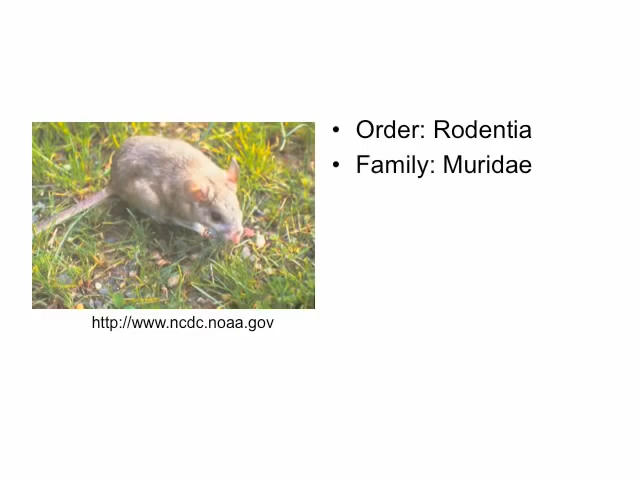 • Order: Rodentia
• Family: Muridae
http://www.ncdc.noaa.gov